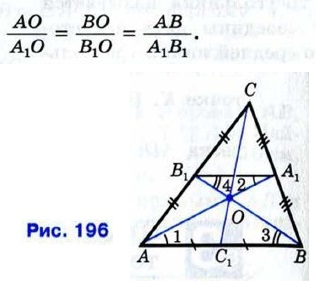 AO/A₁O = BO/B₁O = AB/A₁B₁.
C
B₁ 4 2 A₁
O
Рис. 196
1 3
A C₁ B